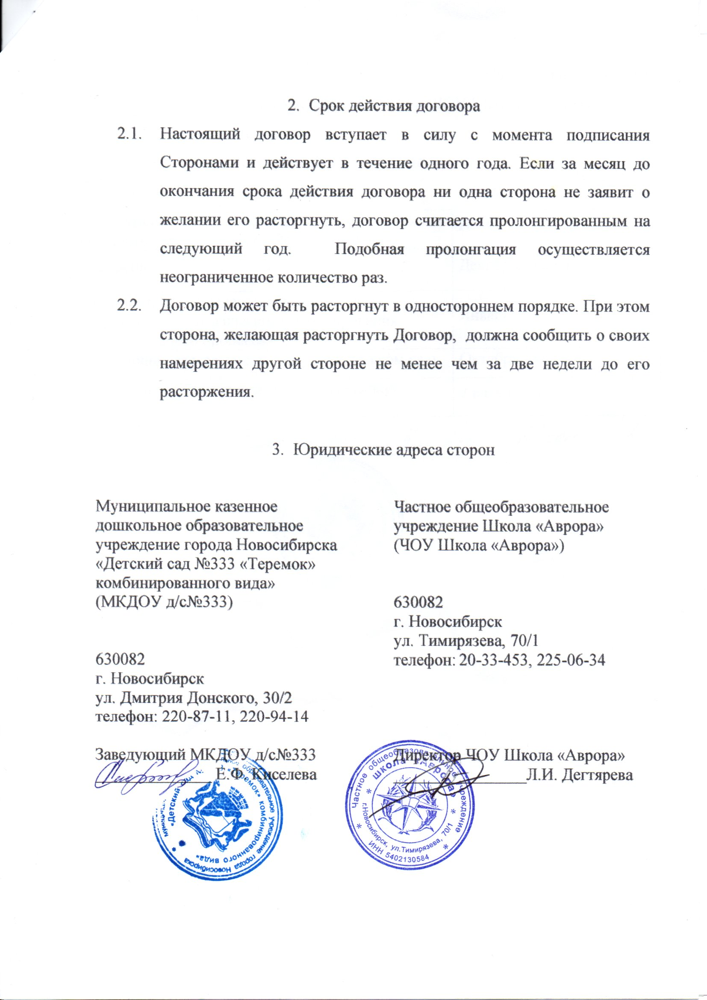 2. Срок действия договора
2.1. Настоящий договор вступает в силу с момента подписания
Сторонами и действует в течение одного года. Если за месяц до
окончания срока действия договора ни одна сторона не заявит о
желании его расторгнуть, договор считается пролонгированным на
следующий год. Подобная пролонгация осуществляется
неограниченное количество раз.
2.2. Договор может быть расторгнут в одностороннем порядке. При этом
сторона, желающая расторгнуть Договор, должна сообщить о своих
намерениях другой стороне не менее чем за две недели до его
расторжения.
3. Юридические адреса сторон
Муниципальное казенное
дошкольное образовательное
учреждение города Новосибирска
«Детский сад №333 «Теремок»
комбинированного вида»
(МКДОУ д/с№333)
630082
г. Новосибирск
ул. Дмитрия Донского, 30/2
телефон: 220-87-11, 220-94-14
Заведующий МКДОУ д/с№333
Е.Ф. Киселева
Частное общеобразовательное
учреждение Школа «Аврора»
(ЧОУ Школа «Аврора»)
630082
г. Новосибирск
ул. Тимирязева, 70/1
телефон: 20-33-453, 225-06-34
Директор ЧОУ Школа «Аврора»
Л.И. Дегтярева
«Детский сад
«Теремок» комбинированного вида»
образовательное учреждение города Новосибирска
Частное общеобразовательное учреждение
школа «Аврора»
г.Новосибирск, ул.Тимирязева, 70/1
ИНН 5402130584